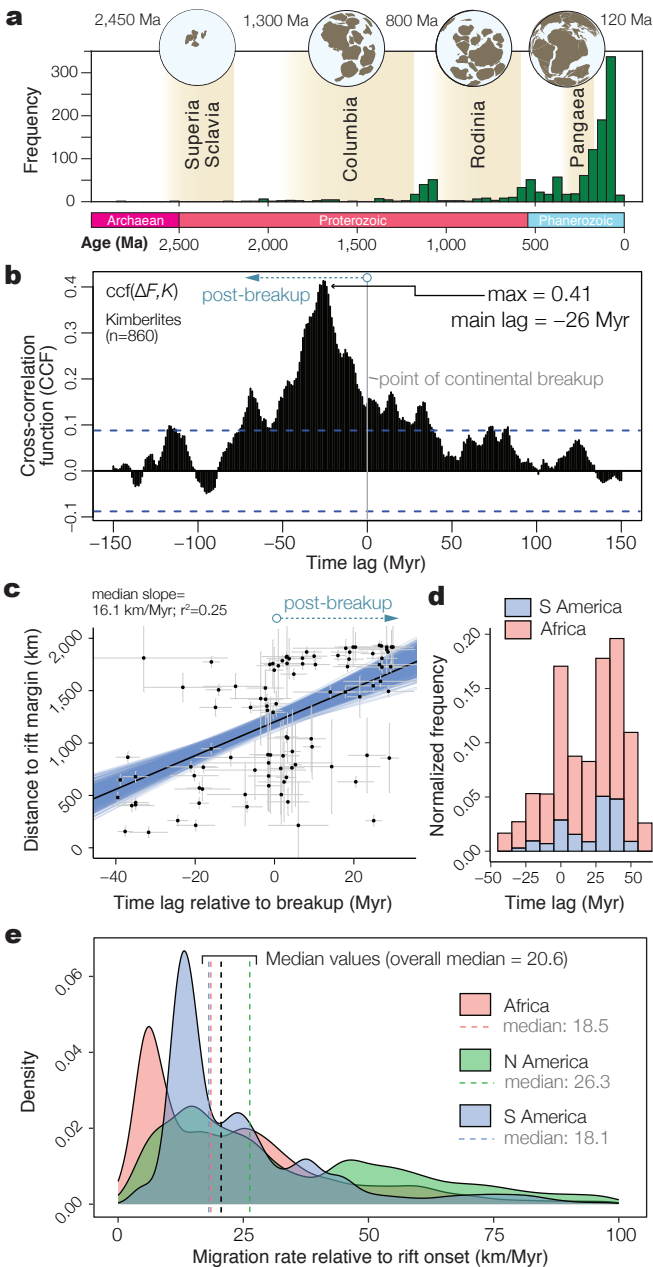 a
2,450 Ma
1,300 Ma
800 Ma
120 Ma
Frequency
300
200
100
0
Superia
Sclavia
Columbia
Rodinia
Pangaea
Archaean
Proterozoic
Phanerozoic
Age (Ma)
2,500
2,000
1,500
1,000
500
0
b
ccf(ΔF,K)
Kimberlites
(n=860)
post-breakup
max = 0.41
main lag = −26 Myr
point of continental breakup
Cross-correlation
function (CCF)
0.4
0.3
0.2
0.1
0.0
−0.1
−150
−100
−50
0
50
100
150
Time lag (Myr)
c
median slope=
16.1 km/Myr; r²=0.25
post-breakup
Distance to rift margin (km)
2,000
1,500
1,000
500
0
−40
−20
0
20
Time lag relative to breakup (Myr)
d
S America
Africa
Normalized frequency
0.20
0.15
0.10
0.05
0.00
−50
−25
0
25
50
Time lag (Myr)
e
Median values (overall median = 20.6)
Africa
median: 18.5
N America
median: 26.3
S America
median: 18.1
Density
0.06
0.04
0.02
0.00
0
25
50
75
100
Migration rate relative to rift onset (km/Myr)